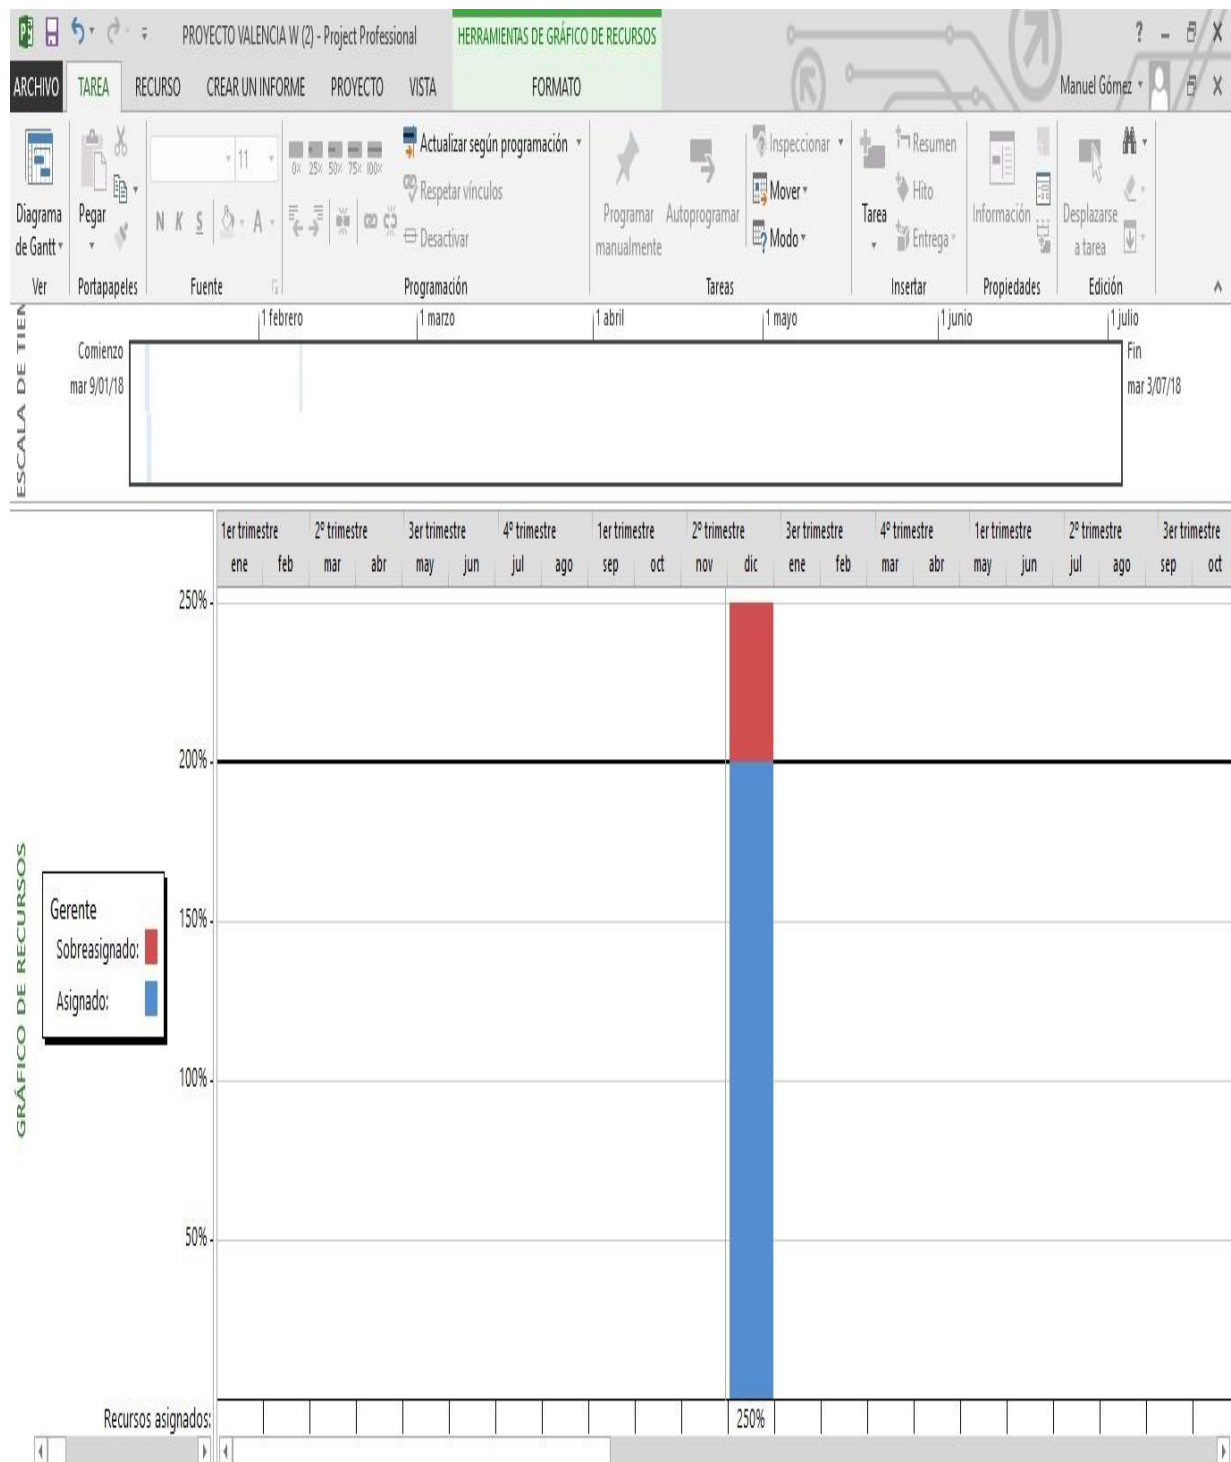 PROYECTO VALENCIA W (2) - Project Professional
HERRAMIENTAS DE GRÁFICO DE RECURSOS
?
ARCHIVO TAREA RECURSO CREAR UN INFORME PROYECTO VISTA FORMATO Manuel Gómez
Diagrama de Gantt
Ver
Pegar
Portapapeles
11
N K S A
Fuente
0% 25% 50% 75% 100%
Actualizar según programación
Respetar vínculos
Desactivar
Programación
Programar manualmente
Autoprogramar
Inspeccionar
Mover
Modo
Tareas
Tarea
Resumen
Hito
Entrega
Insertar
Información
Propiedades
Desplazarse a tarea
Edición
ESCALA DE TIEM
1 febrero 1 marzo 1 abril 1 mayo 1 junio 1 julio
Comienzo
mar 9/01/18
Fin
mar 3/07/18
1er trimestre 2º trimestre 3er trimestre 4º trimestre 1er trimestre 2º trimestre 3er trimestre 4º trimestre 1er trimestre 2º trimestre 3er trimestre
ene feb mar abr may jun jul ago sep oct nov dic ene feb mar abr may jun jul ago sep oct
250%
200%
150%
100%
50%
GRÁFICO DE RECURSOS
Gerente
Sobreasignado:
Asignado:
Recursos asignados: 250%